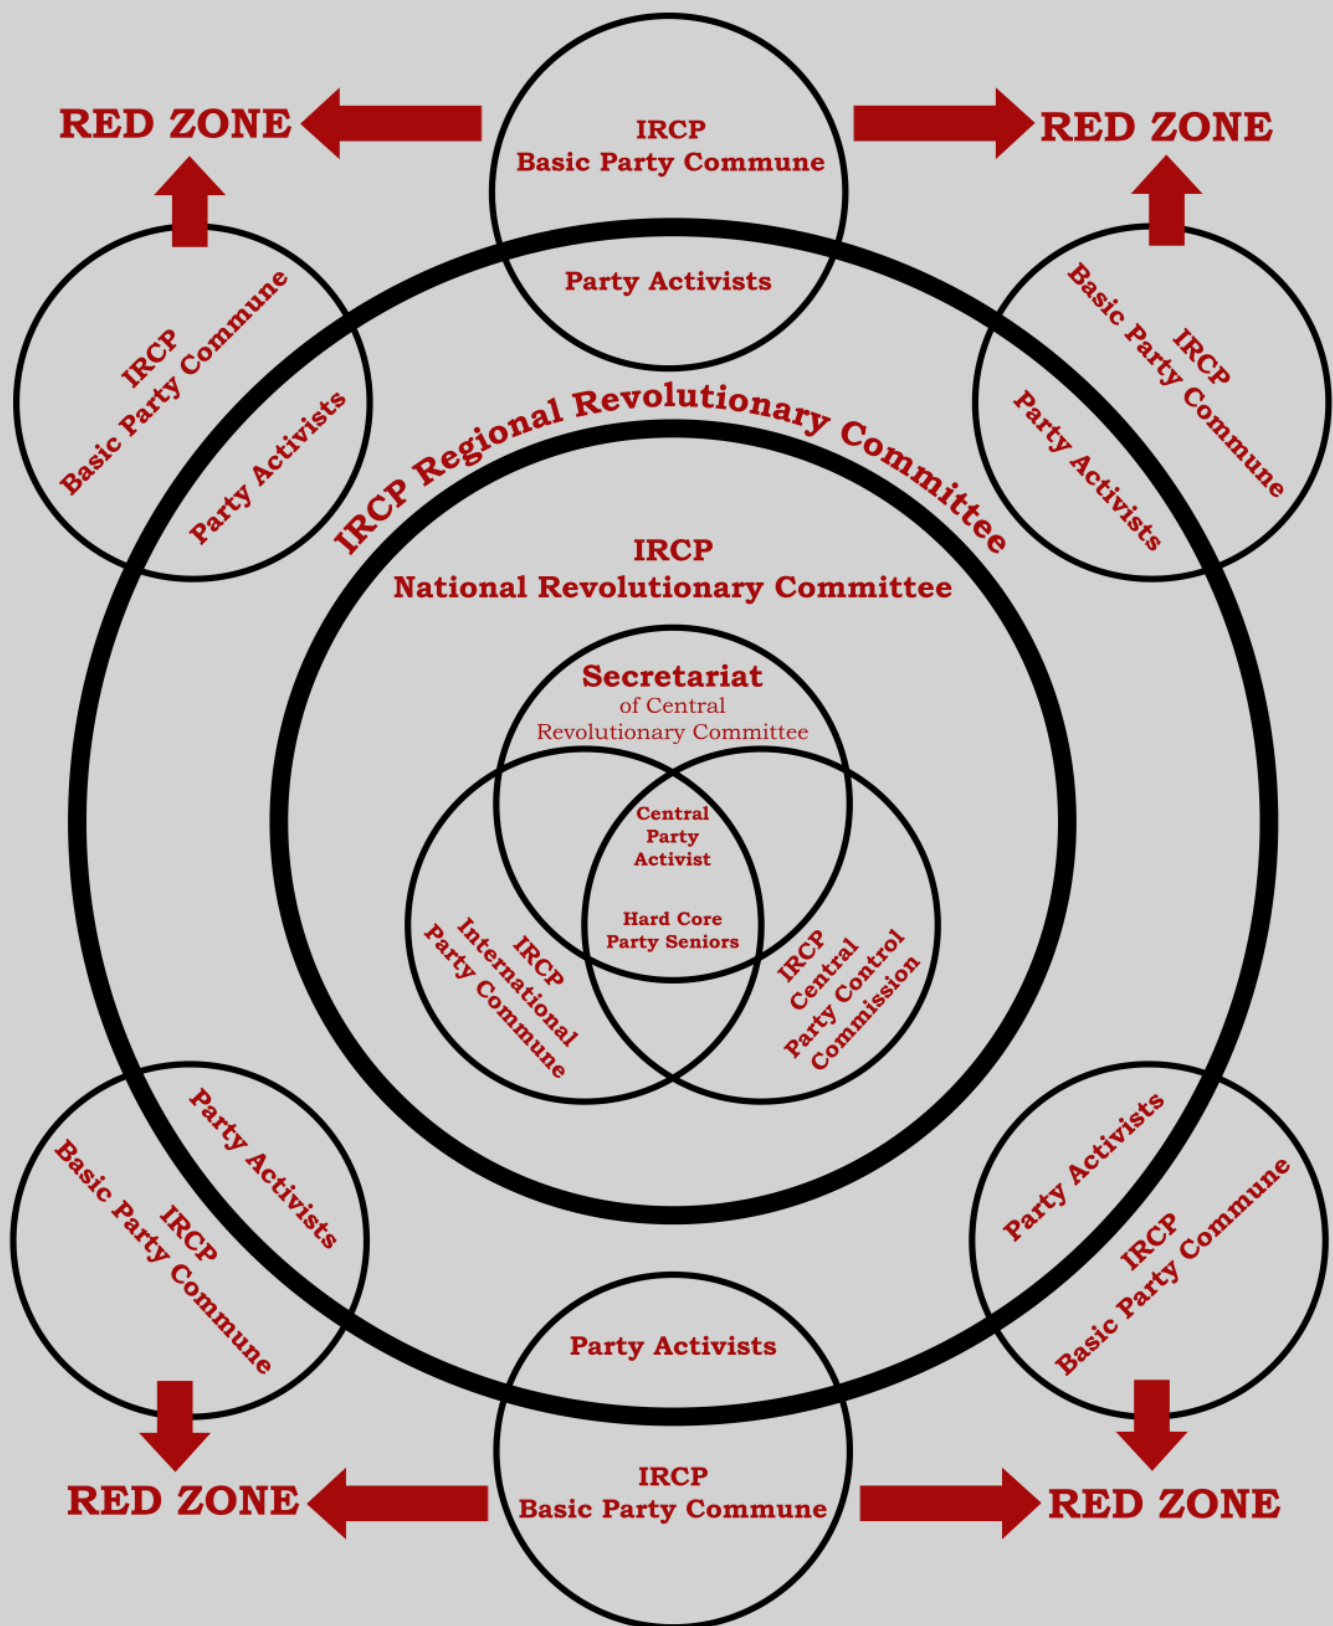 IRCP
Basic Party Commune
RED ZONE
RED ZONE
Party Activists
IRCP
Basic Party Commune
Party Activists
IRCP
Basic Party Commune
Party Activists
IRCP Regional Revolutionary Committee
IRCP
National Revolutionary Committee
Secretariat
of Central
Revolutionary Committee
Central
Party
Activist
Hard Core
Party Seniors
IRCP
International
Party Commune
IRCP
Central
Party Control
Commission
Party Activists
IRCP
Basic Party Commune
Party Activists
IRCP
Basic Party Commune
Party Activists
IRCP
Basic Party Commune
RED ZONE
RED ZONE